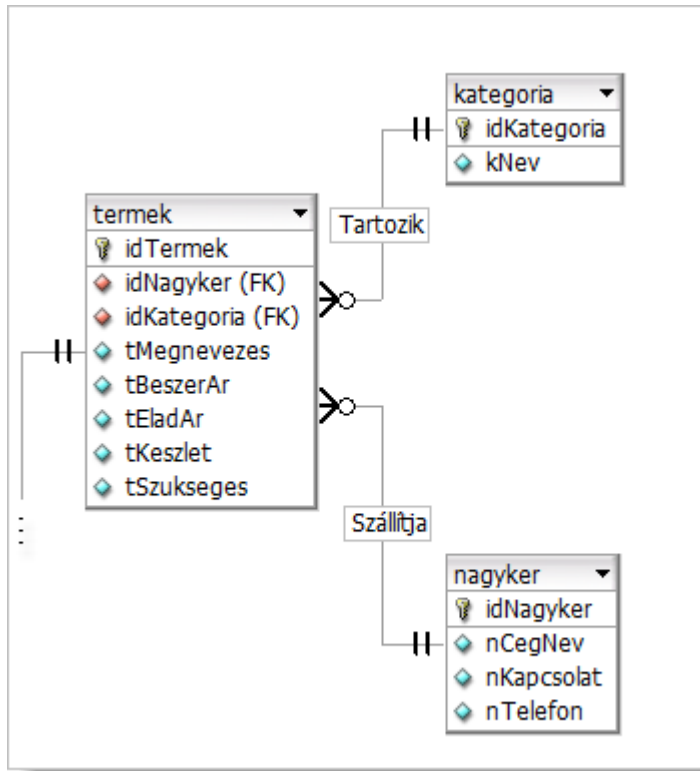 kategoria
idKategoria
kNev
Tartozik
termek
idTermek
idNagyker (FK)
idKategoria (FK)
tMegnevezes
tBeszerAr
tEladAr
tKeszlet
tSzukseges
Szállítja
nagyker
idNagyker
nCegNev
nKapcsolat
nTelefon